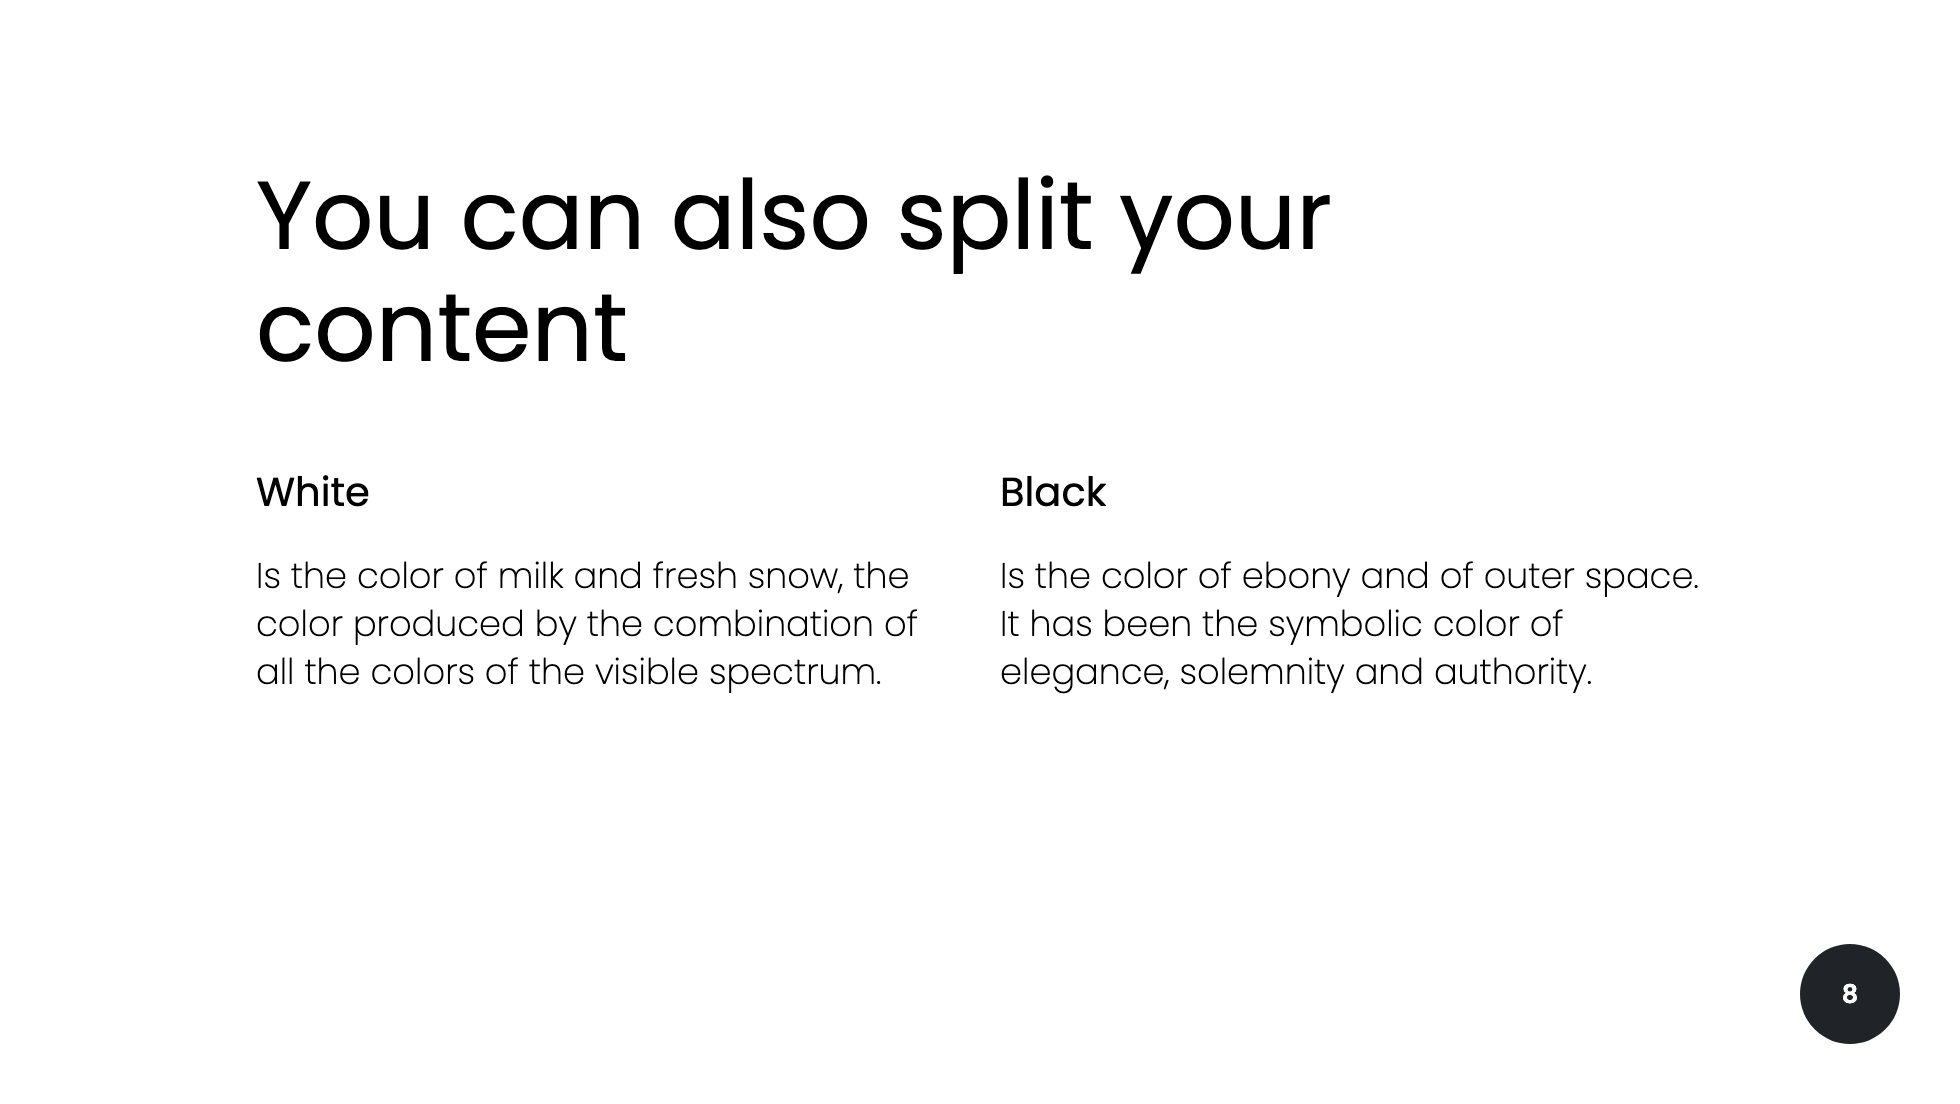 You can also split your
content
White
Is the color of milk and fresh snow, the
color produced by the combination of
all the colors of the visible spectrum.
Black
Is the color of ebony and of outer space.
It has been the symbolic color of
elegance, solemnity and authority.
8